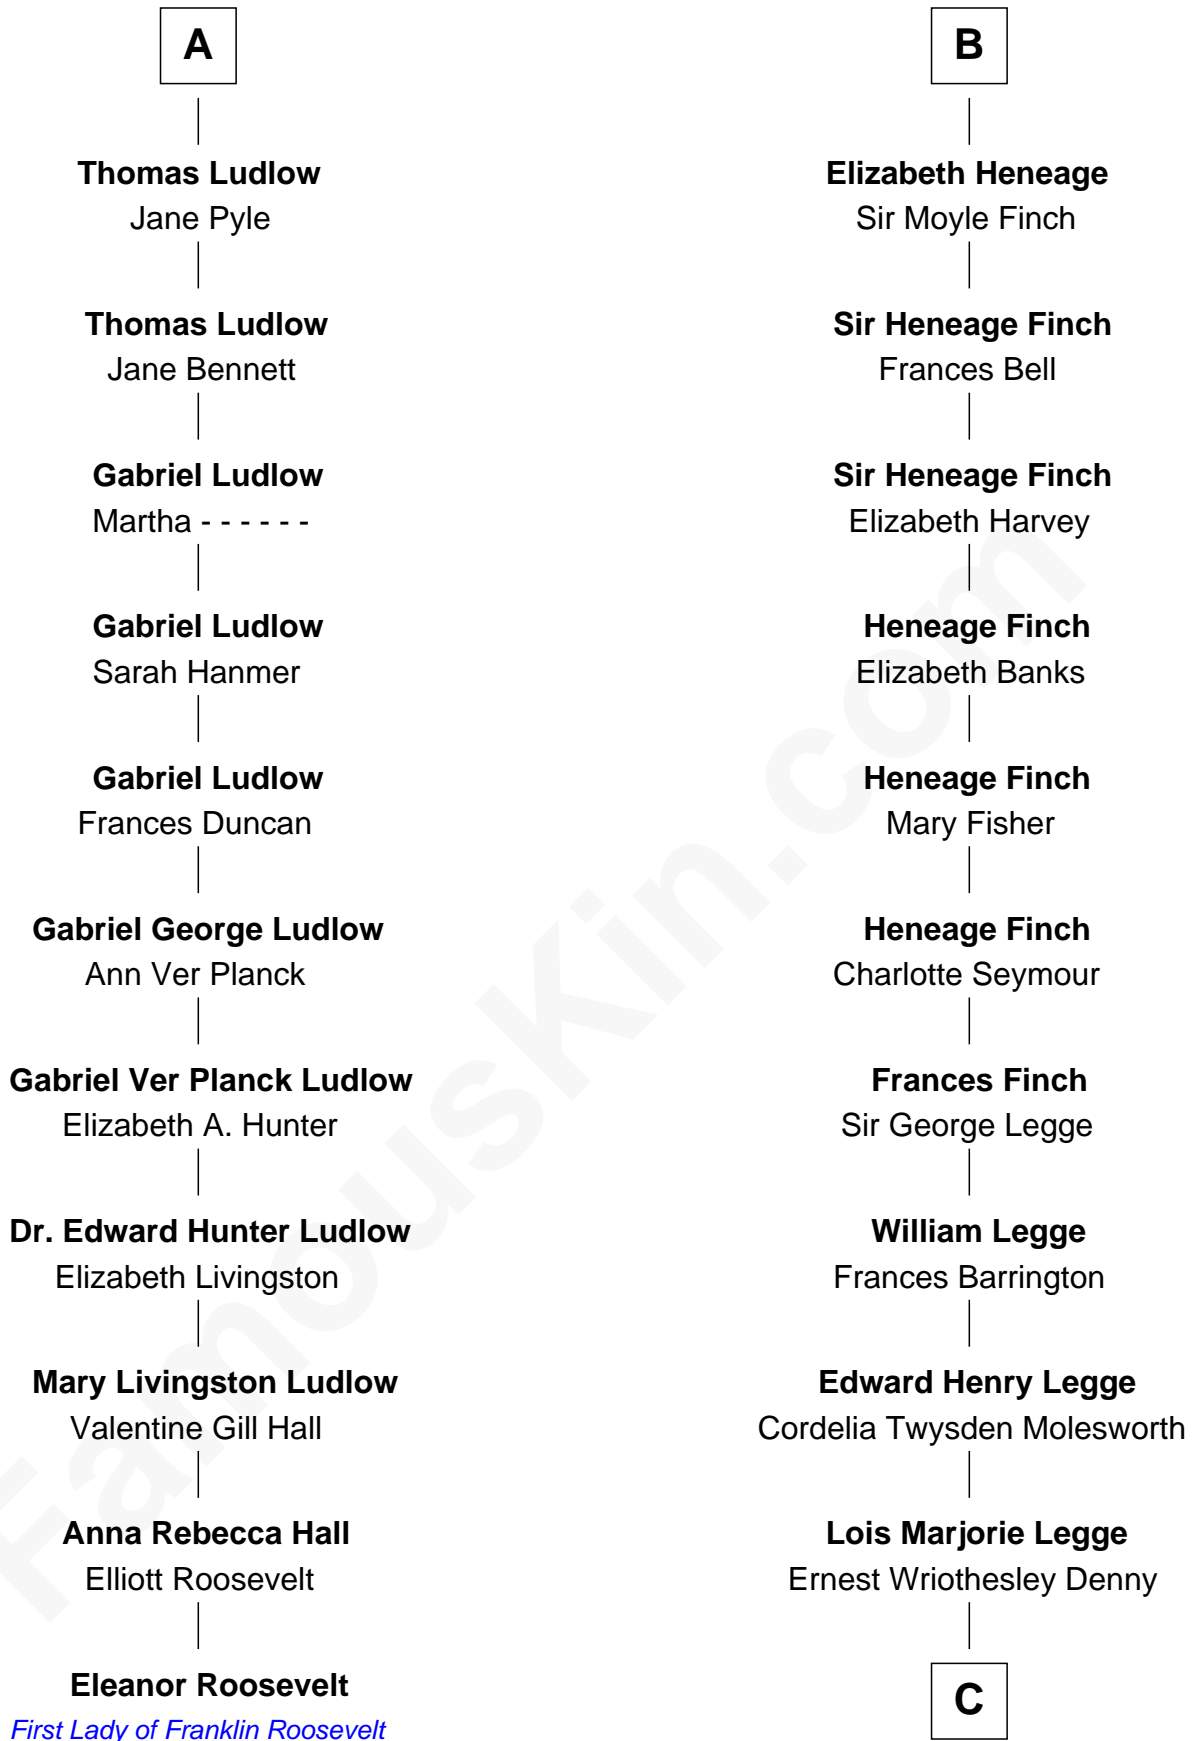 A
Thomas Ludlow
Jane Pyle
Thomas Ludlow
Jane Bennett
Gabriel Ludlow
Martha - - - - - -
Gabriel Ludlow
Sarah Hanmer
Gabriel Ludlow
Frances Duncan
Gabriel George Ludlow
Ann Ver Planck
Gabriel Ver Planck Ludlow
Elizabeth A. Hunter
Dr. Edward Hunter Ludlow
Elizabeth Livingston
Mary Livingston Ludlow
Valentine Gill Hall
Anna Rebecca Hall
Elliott Roosevelt
Eleanor Roosevelt
First Lady of Franklin Roosevelt
B
Elizabeth Heneage
Sir Moyle Finch
Sir Heneage Finch
Frances Bell
Sir Heneage Finch
Elizabeth Harvey
Heneage Finch
Elizabeth Banks
Heneage Finch
Mary Fisher
Heneage Finch
Charlotte Seymour
Frances Finch
Sir George Legge
William Legge
Frances Barrington
Edward Henry Legge
Cordelia Twysden Molesworth
Lois Marjorie Legge
Ernest Wriothesley Denny
C
FamousKin.com